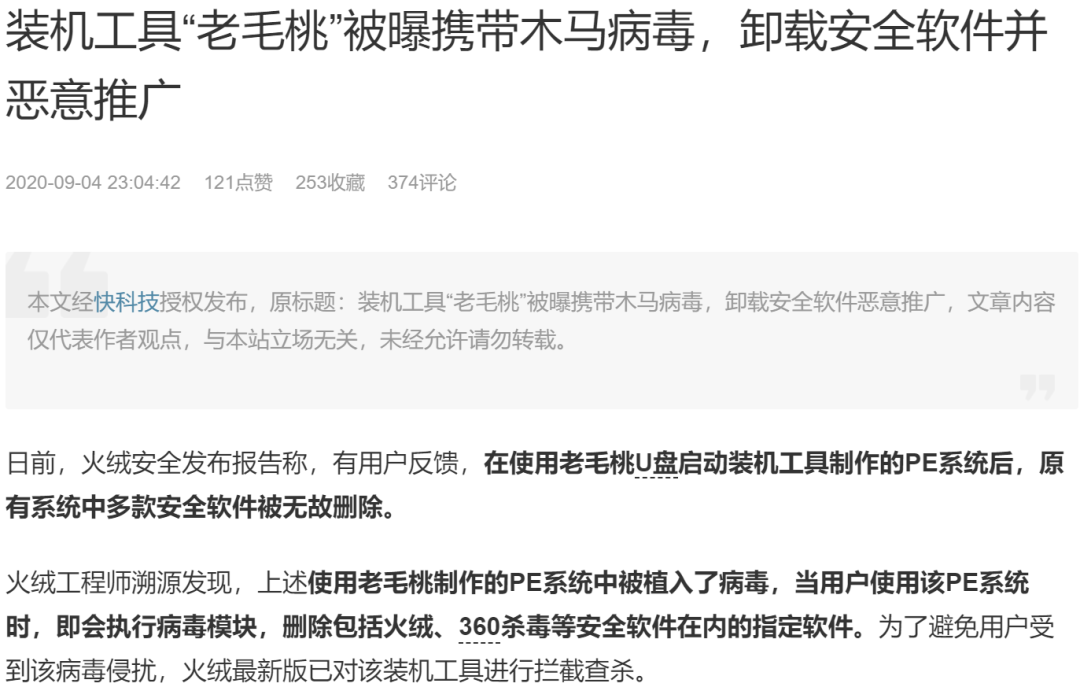 装机工具“老毛桃”被曝携带木马病毒，卸载安全软件并
恶意推广
2020-09-04 23:04:42 121点赞 253收藏 374评论
本文经快科技授权发布，原标题：装机工具“老毛桃”被曝携带木马病毒，卸载安全软件恶意推广，文章内容
仅代表作者观点，与本站立场无关，未经允许请勿转载。
日前，火绒安全发布报告称，有用户反馈，在使用老毛桃U盘启动装机工具制作的PE系统后，原
有系统中多款安全软件被无故删除。
火绒工程师溯源发现，上述使用老毛桃制作的PE系统中被植入了病毒，当用户使用该PE系统
时，即会执行病毒模块，删除包括火绒、360杀毒等安全软件在内的指定软件。为了避免用户受
到该病毒侵扰，火绒最新版已对该装机工具进行拦截查杀。